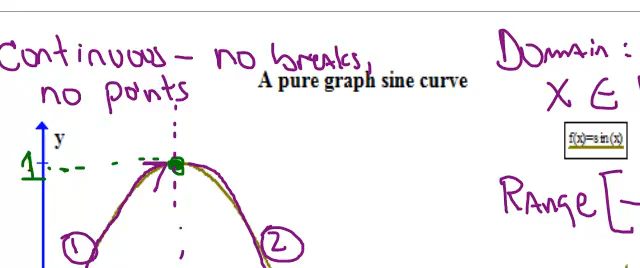 Continuous – no breaks,
no points
A pure graph sine curve
Domain:
X ∈
f(x)=sin(x)
y
1
Range [-
1
2